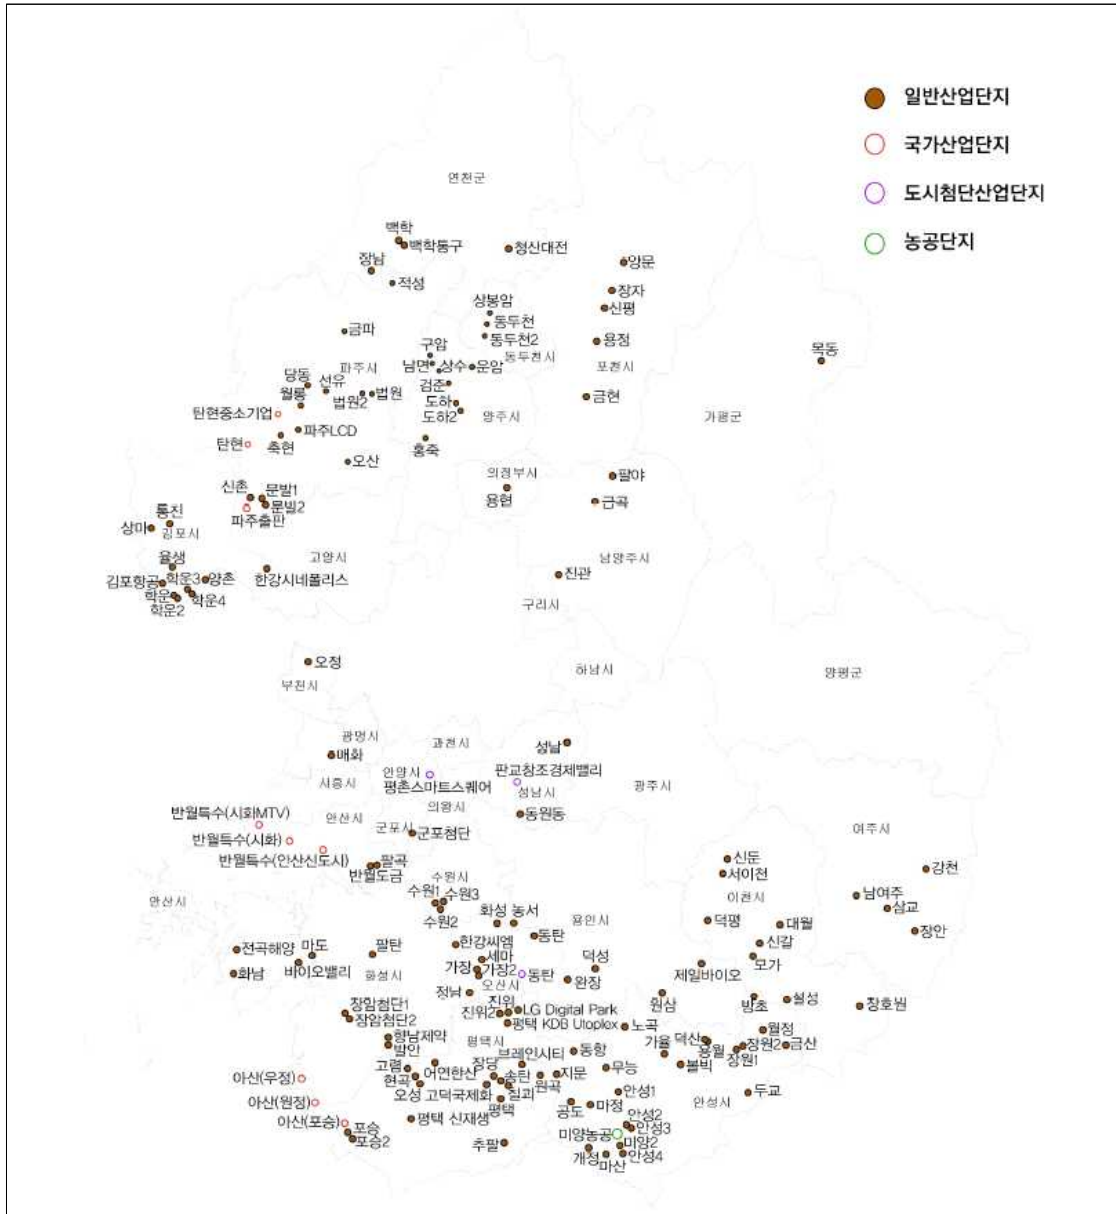 일반산업단지
국가산업단지
도시첨단산업단지
농공단지
연천군
백학
백학통구
청산대전
장남
적성
양문
장자
신평
상봉암
동두천
동두천2
동두천시
용정
포천시
목동
금파
구암
남면
상수
운암
파주시
당동
선유
월롱
법원2
법원
검준
도하
도하2
양주시
금현
가평군
탄현중소기업
파주LCD
탄현
축현
홍죽
오산
의정부시
용현
팔야
금곡
신촌
문발1
문빌2
파주출판
통진
상마
김포시
율생
김포항공
학운3
양촌
학운
학운4
학운2
고양시
한강시네폴리스
남양주시
진관
구리시
오정
부천시
하남시
양평군
광명시
매화
과천시
성남
안양시
평촌스마트스퀘어
판교창조경제밸리
성남시
시흥시
광주시
의왕시
동원동
반월특수(시화MTV)
안산시
군포시
군포첨단
여주시
반월특수(시화)
반월특수(안산신도시)
팔곡
반월도금
신둔
서이천
이천시
강천
수원시
수원1
수원3
수원2
안산시
남여주
삼교
장안
화성
농서
용인시
덕평
대월
동탄
신갈
전곡해양
마도
팔탄
한강씨엠
세마
모가
화남
바이오밸리
화성시
가장
가장2
동탄
덕성
완장
제일바이오
오산시
정남
원삼
방초
설성
창호원
장암첨단1
장암첨단2
진위
진위2
LG Digital Park
평택 KDB Utoplex
노곡
월정
향남제약
발안
평택시
브레인시티
동항
가율
덕산
용월
장원2
장원1
금산
고렴
어연한산
장당
볼빅
무능
지문
아산(우정)
현곡
송탄
원곡
오성
고덕국제화
칠괴
안성1
두교
안성시
아산(원정)
평택
공도
마정
아산(포승)
포승
포승2
평택 신재생
추팔
안성2
안성3
미양농공
미양2
개정
마산
안성4